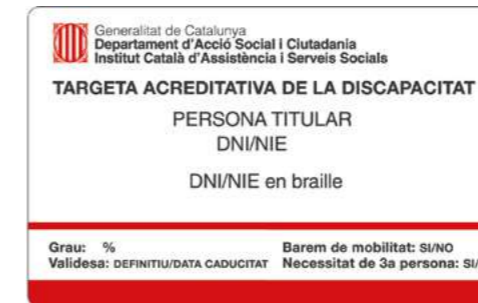 Generalitat de Catalunya
Departament d'Acció Social i Ciutadania
Institut Català d'Assistència i Serveis Socials
TARGETA ACREDITATIVA DE LA DISCAPACITAT
PERSONA TITULAR
DNI/NIE
DNI/NIE en braille
Grau: % Barem de mobilitat: SI/NO
Validesa: DEFINITIU/DATA CADUCITAT Necessitat de 3a persona: SI/